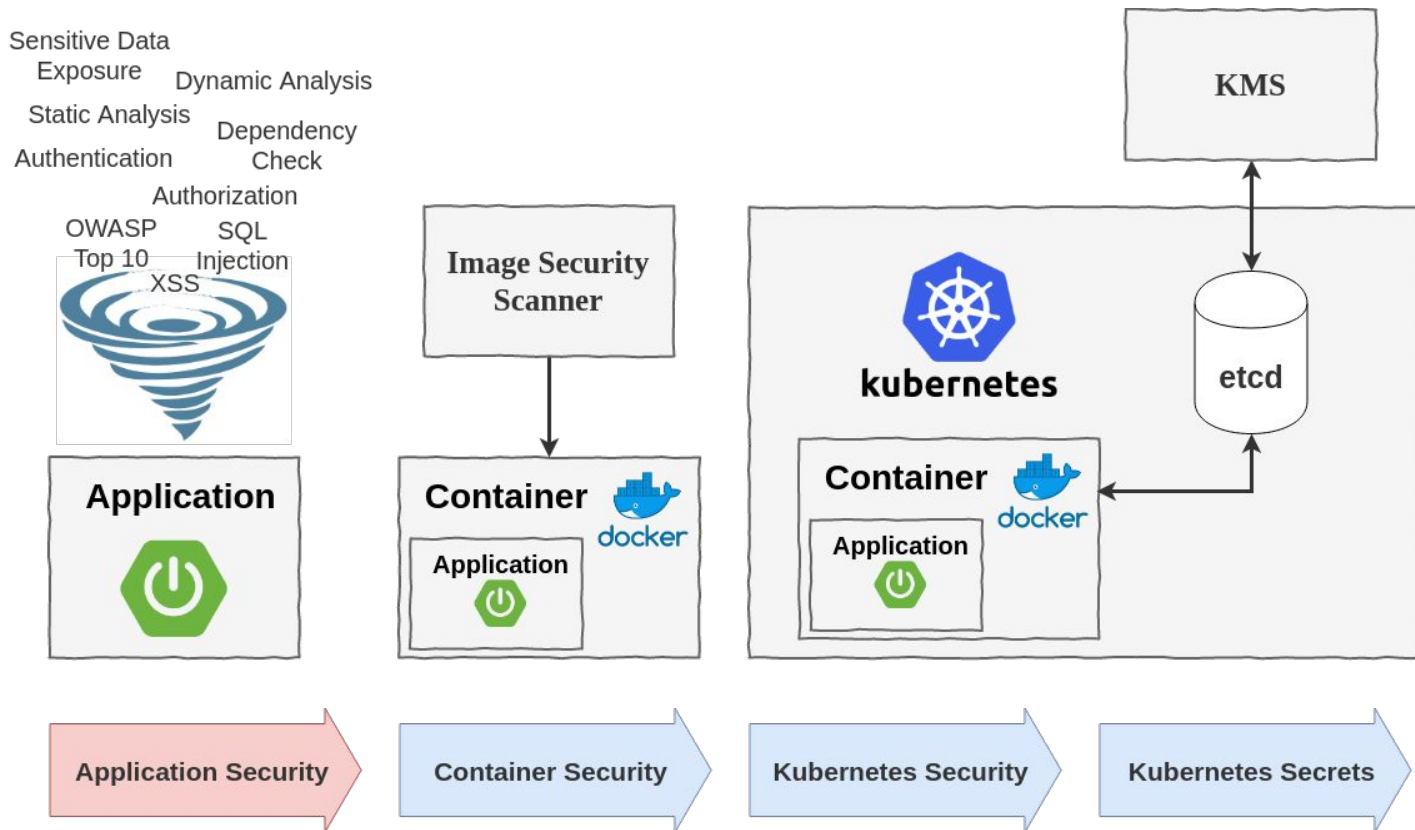 Sensitive Data
Exposure
Dynamic Analysis
Static Analysis
Dependency
Check
Authentication
Authorization
OWASP
Top 10
SQL
Injection
XSS
Application
Image Security
Scanner
Container
docker
Application
KMS
kubernetes
etcd
Container
docker
Application
Application Security
Container Security
Kubernetes Security
Kubernetes Secrets